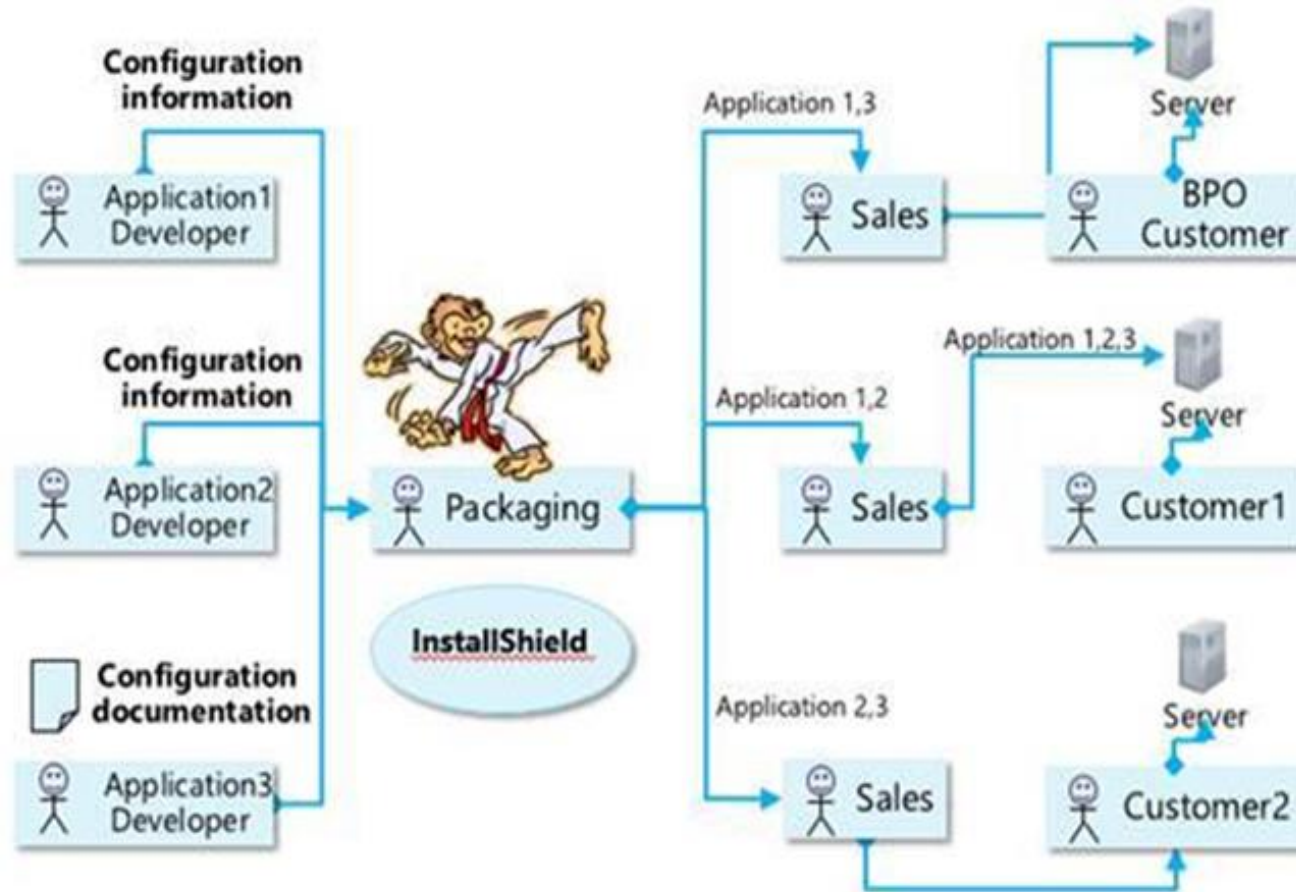 Configuration
information
Application1
Developer
Configuration
information
Application2
Developer
Configuration
documentation
Application3
Developer
Packaging
InstallShield
Application 1,3
Sales
Server
BPO
Customer
Application 1,2
Sales
Application 1,2,3
Server
Customer1
Application 2,3
Sales
Server
Customer2